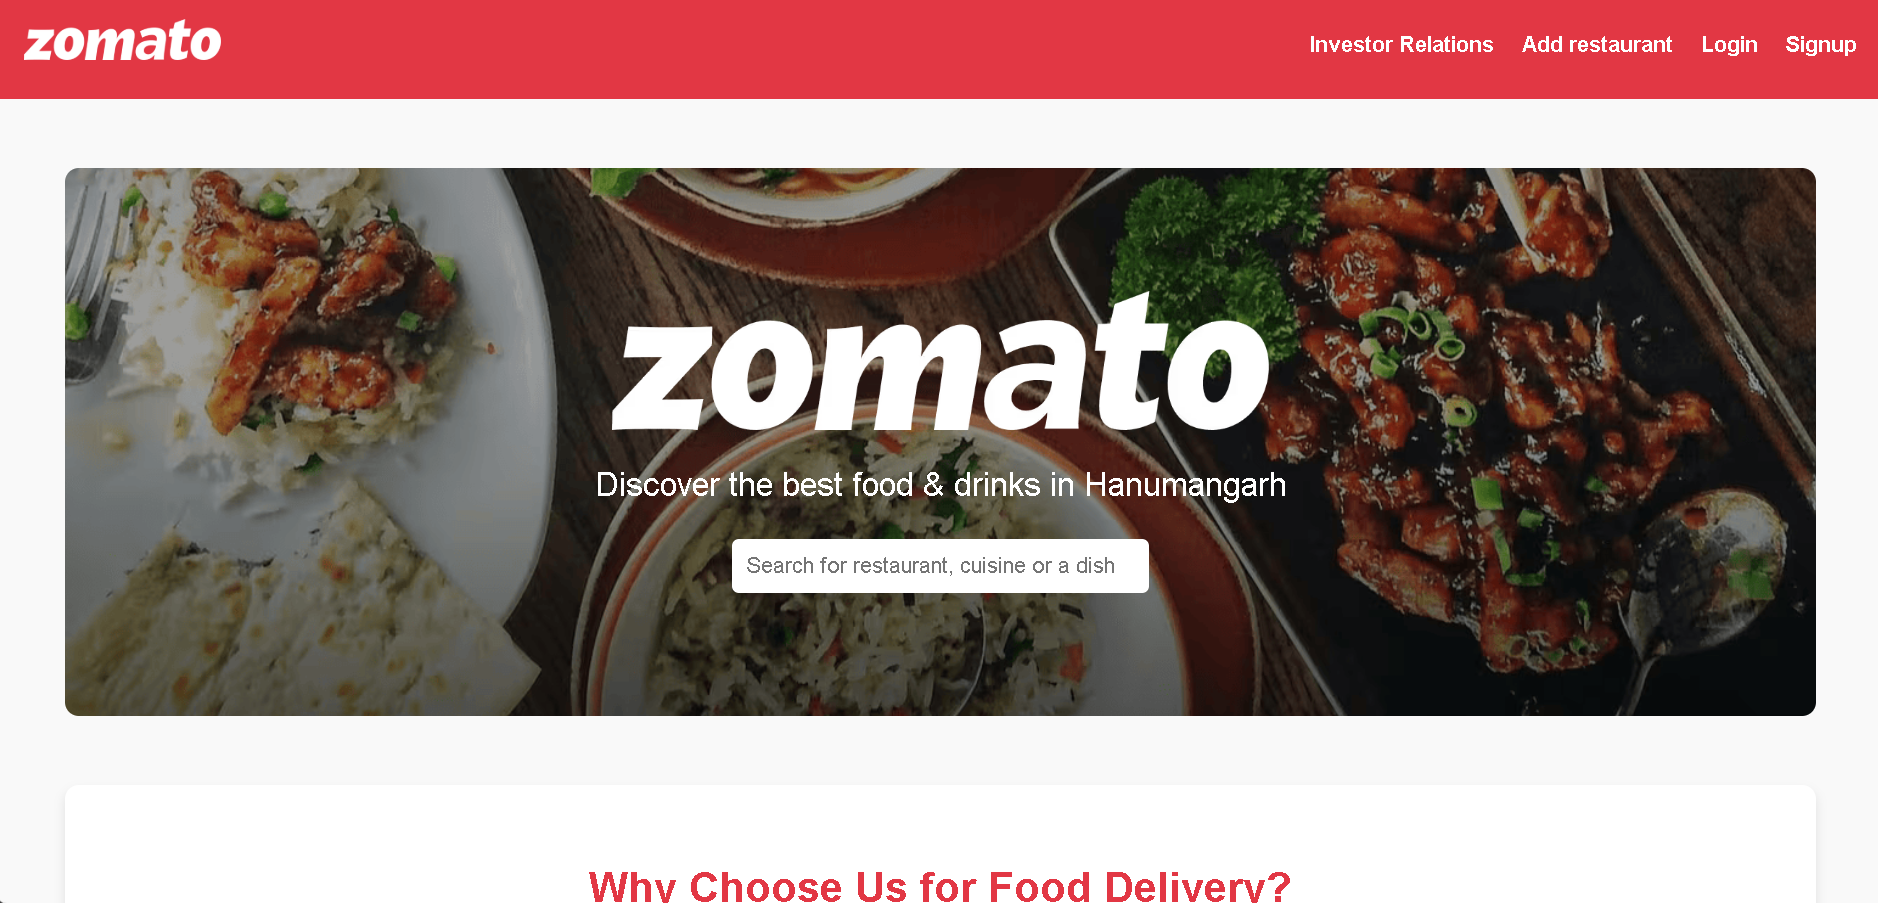 zomato
Investor Relations Add restaurant Login Signup
zomato
Discover the best food & drinks in Hanumangarh
Search for restaurant, cuisine or a dish
Why Choose Us for Food Delivery?